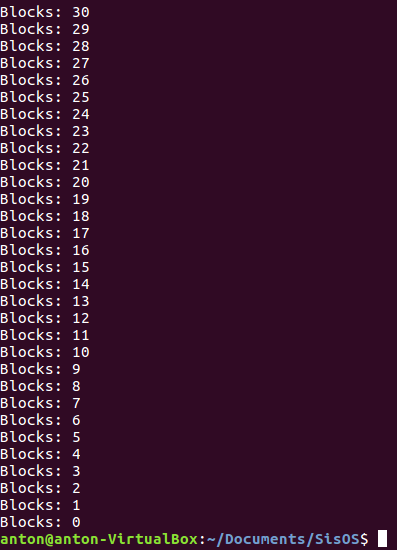 Blocks: 30
Blocks: 29
Blocks: 28
Blocks: 27
Blocks: 26
Blocks: 25
Blocks: 24
Blocks: 23
Blocks: 22
Blocks: 21
Blocks: 20
Blocks: 19
Blocks: 18
Blocks: 17
Blocks: 16
Blocks: 15
Blocks: 14
Blocks: 13
Blocks: 12
Blocks: 11
Blocks: 10
Blocks: 9
Blocks: 8
Blocks: 7
Blocks: 6
Blocks: 5
Blocks: 4
Blocks: 3
Blocks: 2
Blocks: 1
Blocks: 0
anton@anton-VirtualBox:~/Documents/SisOS$